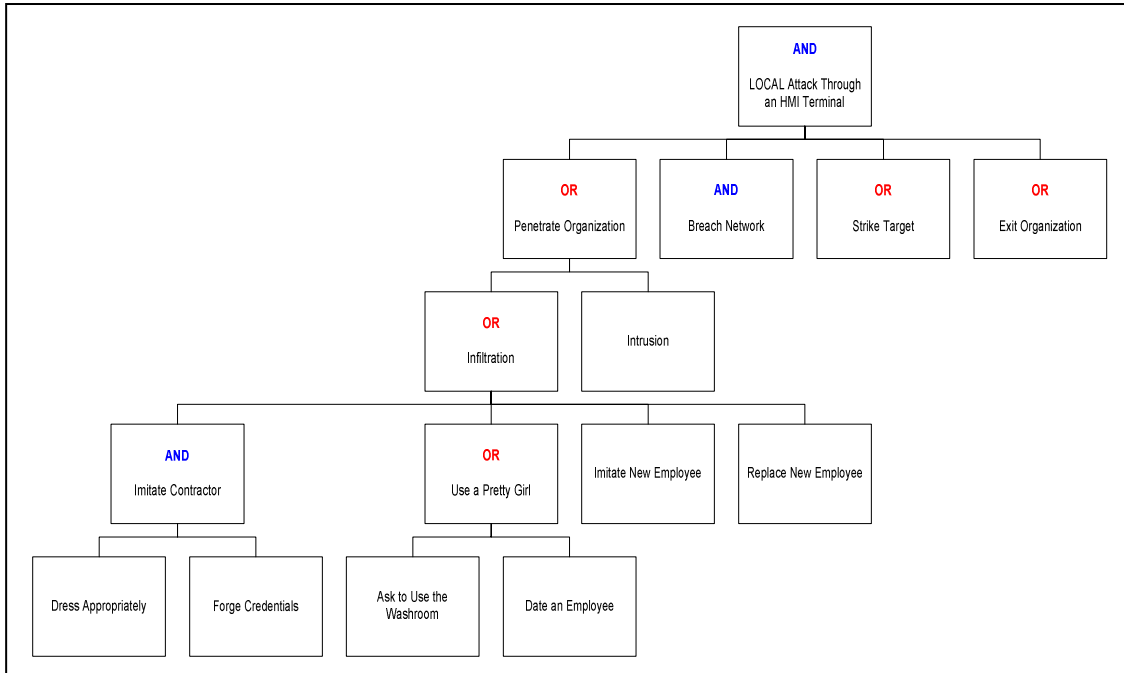 AND
LOCAL Attack Through
an HMI Terminal
OR
Penetrate Organization
AND
Breach Network
OR
Strike Target
OR
Exit Organization
OR
Infiltration
Intrusion
AND
Imitate Contractor
OR
Use a Pretty Girl
Imitate New Employee
Replace New Employee
Dress Appropriately
Forge Credentials
Ask to Use the
Washroom
Date an Employee